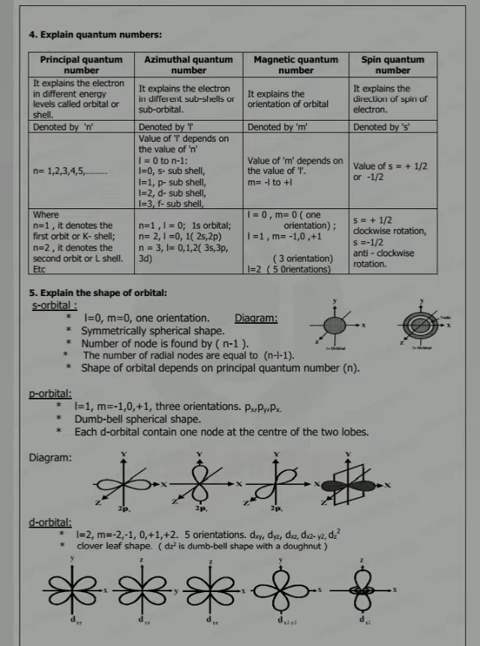 4. Explain quantum numbers:
Principal quantum number
Azimuthal quantum number
Magnetic quantum number
Spin quantum number
It explains the electron
in different energy
levels called orbital or
shell.
It explains the electron
in different sub-shells or
sub-orbital.
It explains the
orientation of orbital
It explains the
direction of spin of
electron.
Denoted by 'n'
Denoted by 'l'
Denoted by 'm'
Denoted by 's'
n= 1,2,3,4,5,.........
Value of 'l' depends on
the value of 'n'
l = 0 to n-1:
l=0, s- sub shell,
l=1, p- sub shell,
l=2, d- sub shell,
l=3, f- sub shell,
Value of 'm' depends on
the value of 'l'.
m= -l to +l
Value of s = + 1/2
or -1/2
Where
n=1 , it denotes the
first orbit or K- shell;
n=2 , it denotes the
second orbit or L shell.
Etc
n=1 , l = 0; 1s orbital;
n= 2, l =0, 1( 2s,2p)
n = 3, l= 0,1,2( 3s,3p,
3d)
l = 0 , m= 0 ( one
orientation) ;
l =1 , m= -1,0 ,+1
( 3 orientation)
l=2 ( 5 Orientations)
s = + 1/2
clockwise rotation,
s =-1/2
anti - clockwise
rotation.
5. Explain the shape of orbital:
s-orbital :
* l=0, m=0, one orientation. Diagram:
* Symmetrically spherical shape.
* Number of node is found by ( n-1 ).
* The number of radial nodes are equal to (n-l-1).
* Shape of orbital depends on principal quantum number (n).
y
x
z
y
x
z
p-orbital:
* l=1, m=-1,0,+1, three orientations. px,py,px.
* Dumb-bell spherical shape.
* Each d-orbital contain one node at the centre of the two lobes.
Diagram:
Y
X
Z
Y
X
Z
Y
X
Z
Y
X
Z
d-orbital:
* l=2, m=-2,-1, 0,+1,+2. 5 orientations. dxy, dyz, dxz, dx2- y2, dz2
* clover leaf shape. ( dz2 is dumb-bell shape with a doughnut )
y
x
z
y
z
x
y
x
z
x